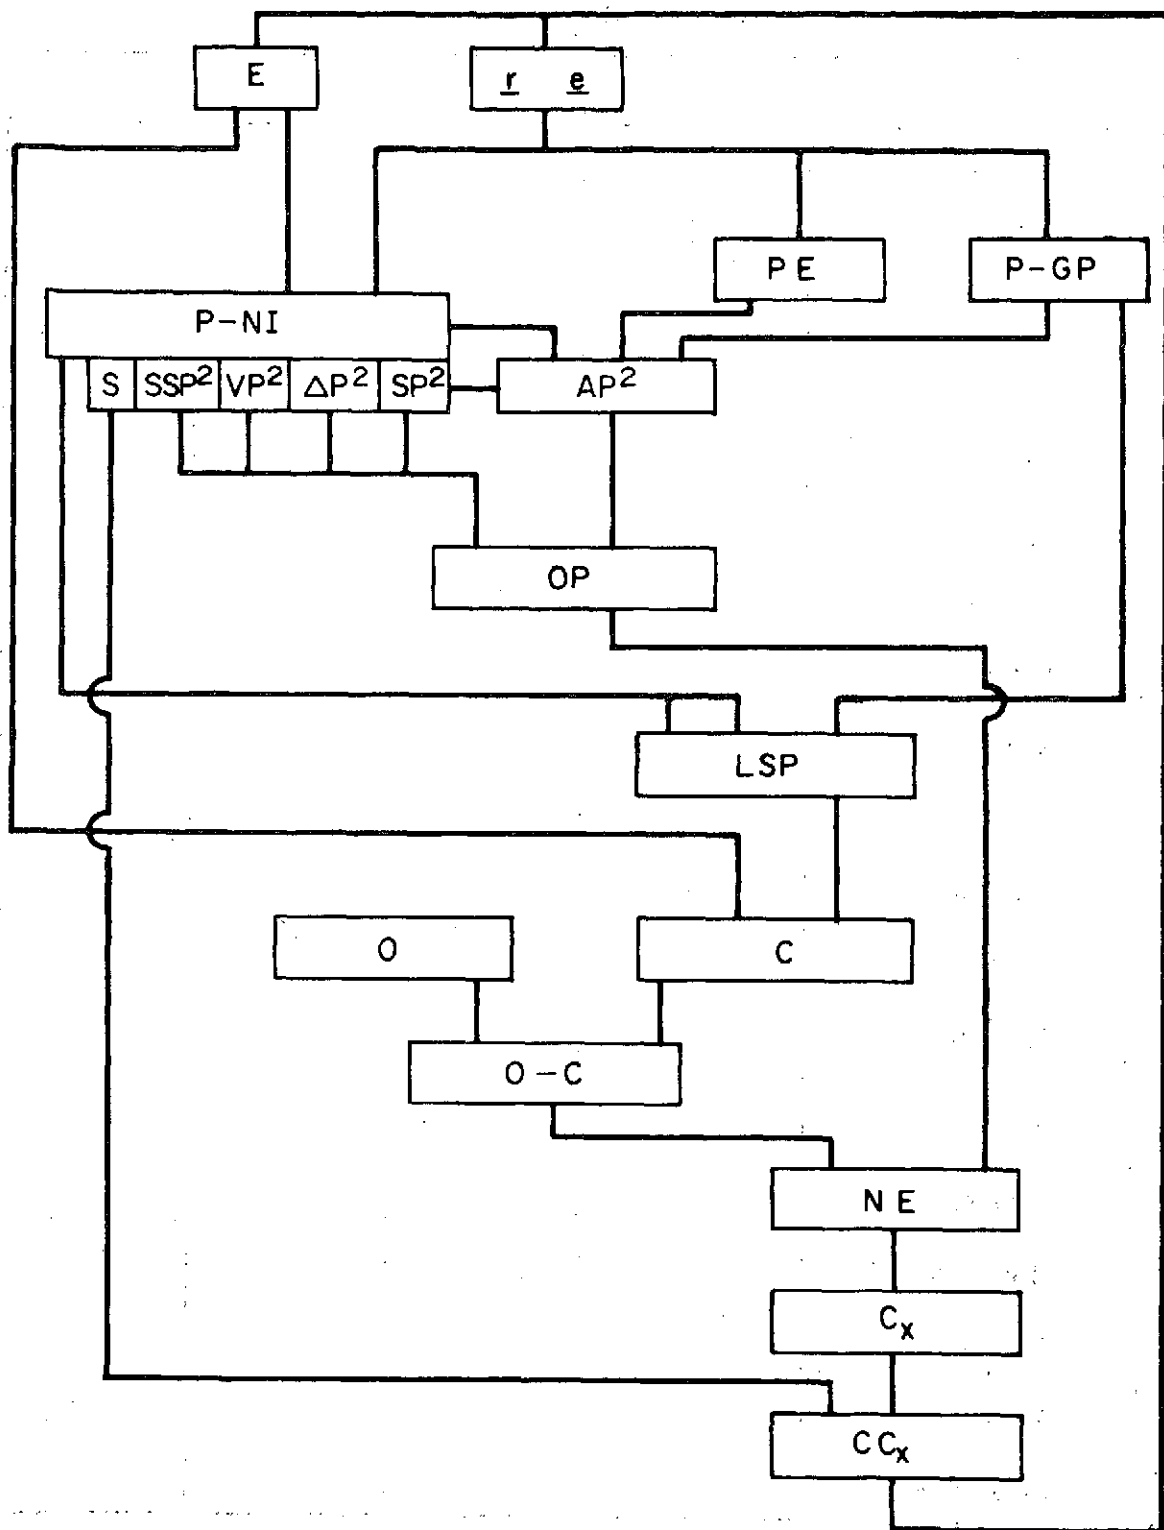 E
r e
PE
P-GP
P-NI
S SSP² VP² ΔP² SP²
AP²
OP
LSP
O
C
O-C
NE
Cₓ
CCₓ